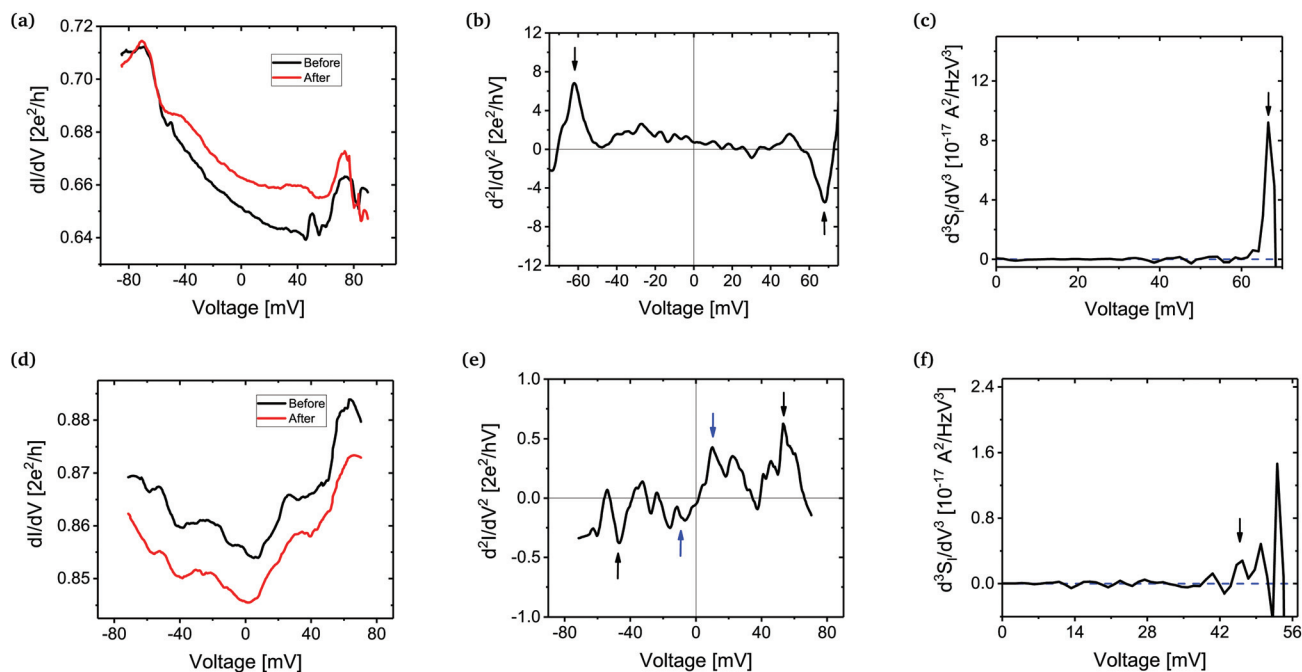 (a)
dI/dV [2e²/h]
0.72
0.70
0.68
0.66
0.64
Before
After
-80 -40 0 40 80
Voltage [mV]
(b)
d²I/dV² [2e²/hV]
12
8
4
0
-4
-8
-12
-60 -40 -20 0 20 40 60
Voltage [mV]
(c)
d³S_I/dV³ [10⁻¹⁷ A²/HzV³]
12
8
4
0
0 20 40 60
Voltage [mV]
(d)
dI/dV [2e²/h]
0.88
0.87
0.86
0.85
Before
After
-80 -40 0 40 80
Voltage [mV]
(e)
d²I/dV² [2e²/hV]
1.0
0.5
0.0
-0.5
-1.0
-80 -40 0 40 80
Voltage [mV]
(f)
d³S_I/dV³ [10⁻¹⁷ A²/HzV³]
2.4
1.6
0.8
0.0
0 14 28 42 56
Voltage [mV]